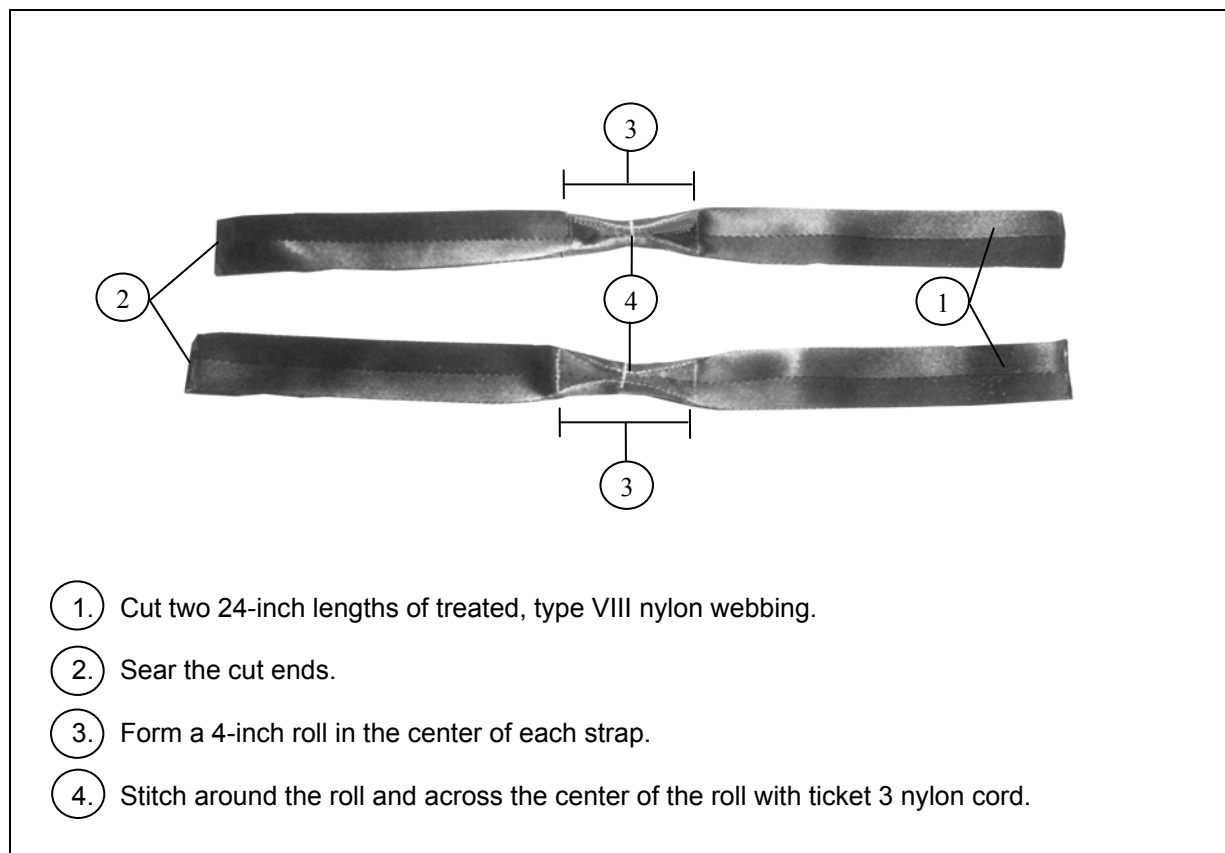 3
2
4
1
3
1. Cut two 24-inch lengths of treated, type VIII nylon webbing.
2. Sear the cut ends.
3. Form a 4-inch roll in the center of each strap.
4. Stitch around the roll and across the center of the roll with ticket 3 nylon cord.